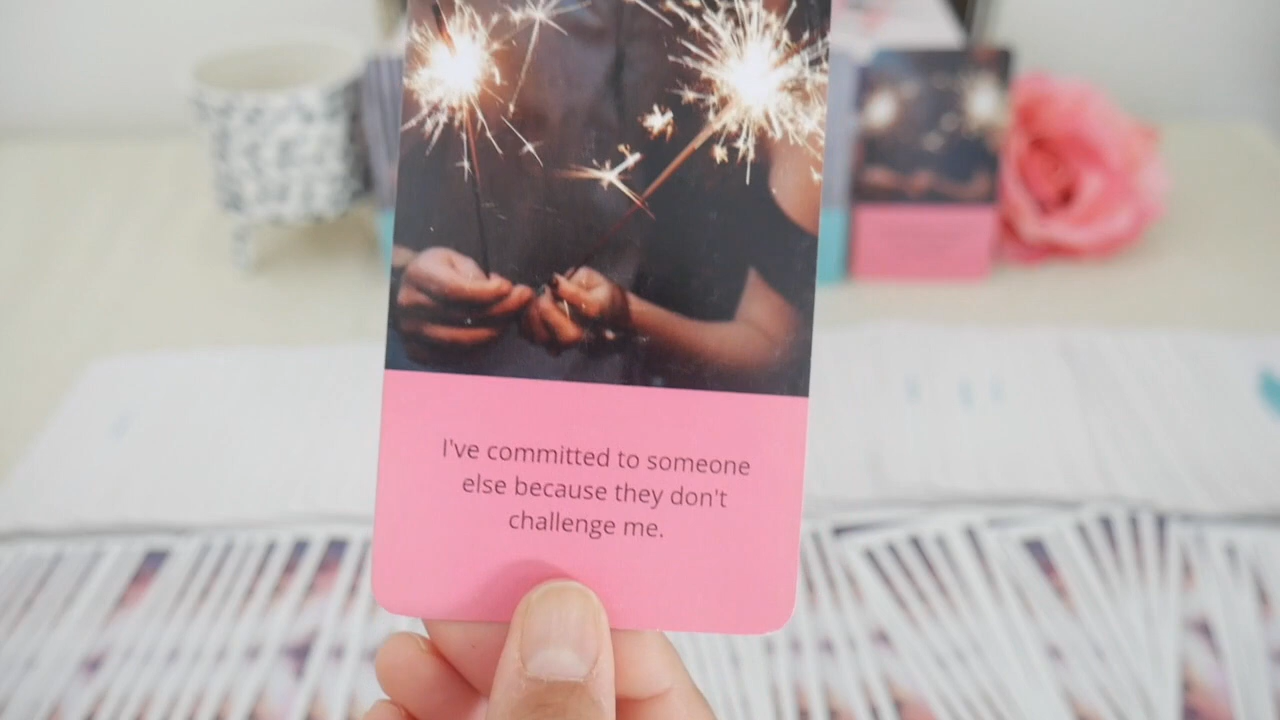 I've committed to someone
else because they don't
challenge me.